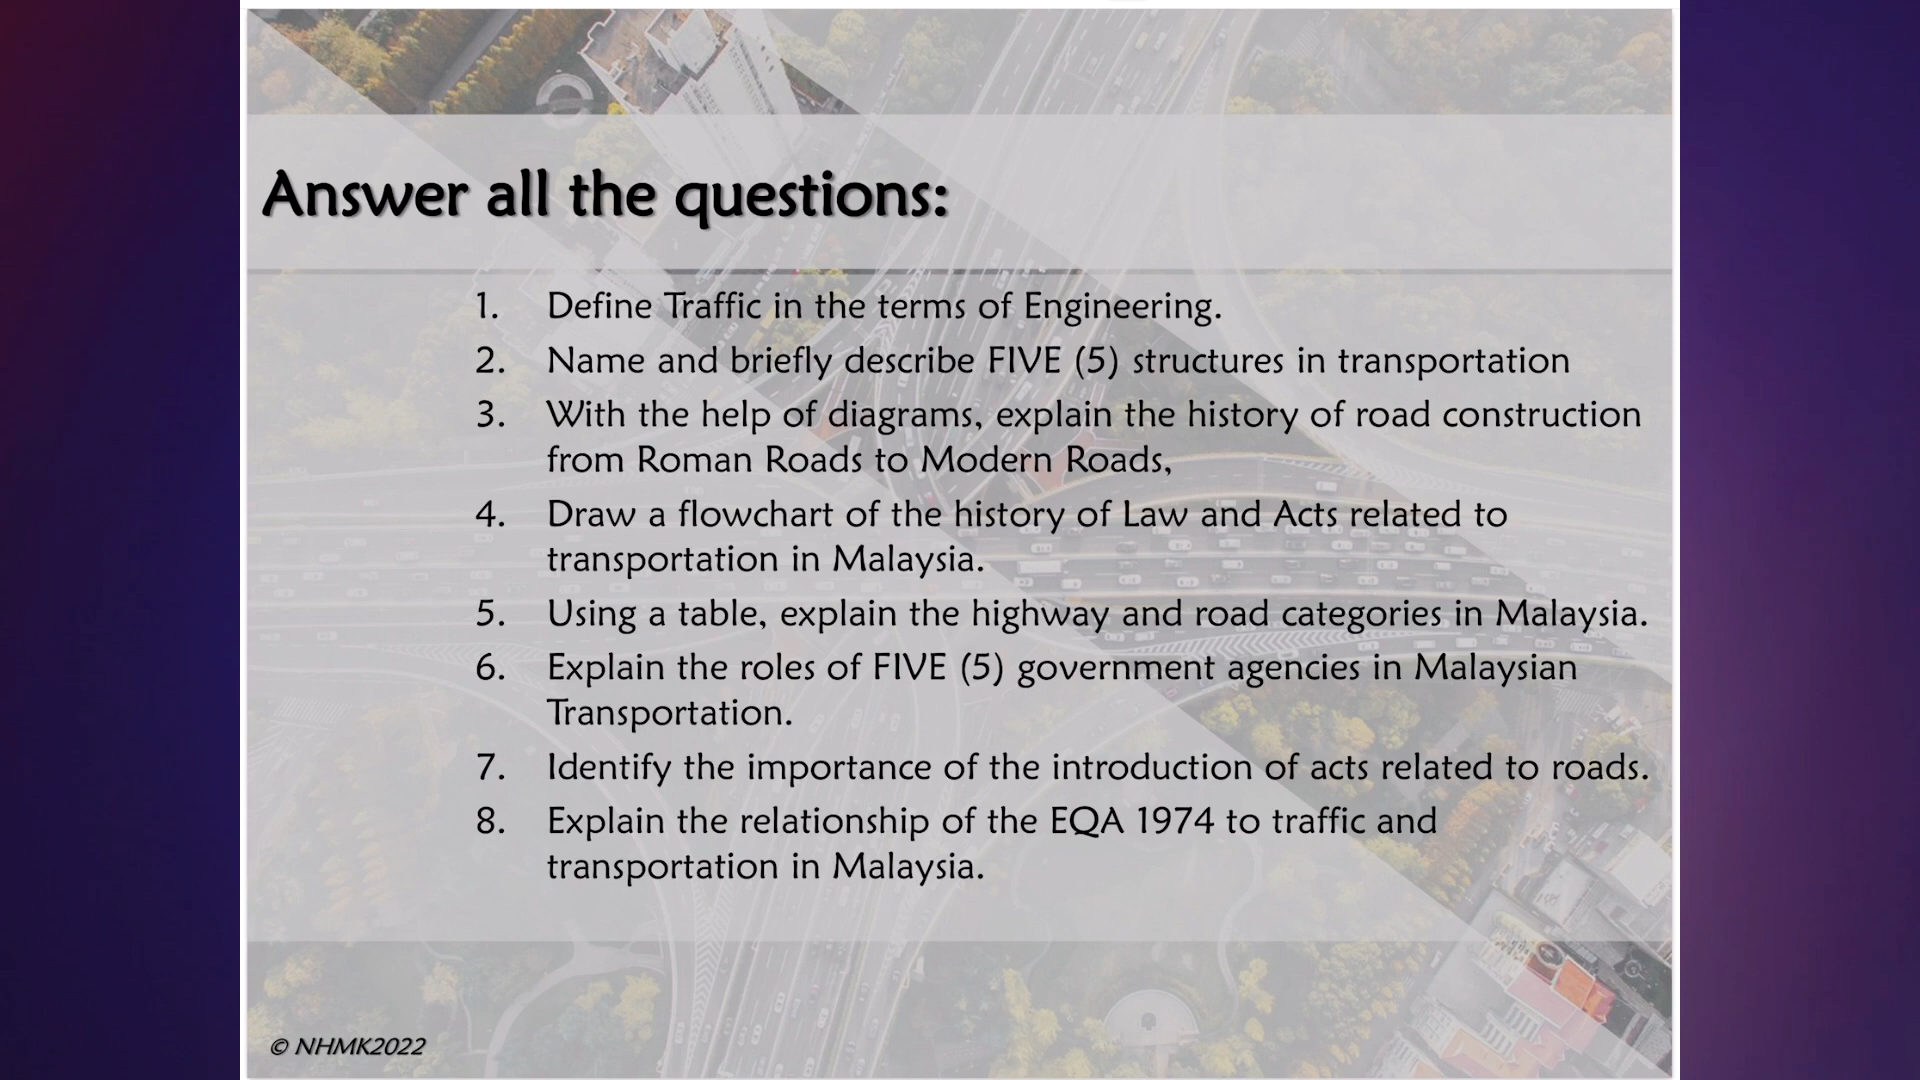 Answer all the questions:
1. Define Traffic in the terms of Engineering.
2. Name and briefly describe FIVE (5) structures in transportation
3. With the help of diagrams, explain the history of road construction
from Roman Roads to Modern Roads,
4. Draw a flowchart of the history of Law and Acts related to
transportation in Malaysia.
5. Using a table, explain the highway and road categories in Malaysia.
6. Explain the roles of FIVE (5) government agencies in Malaysian
Transportation.
7. Identify the importance of the introduction of acts related to roads.
8. Explain the relationship of the EQA 1974 to traffic and
transportation in Malaysia.
© NHMK2022